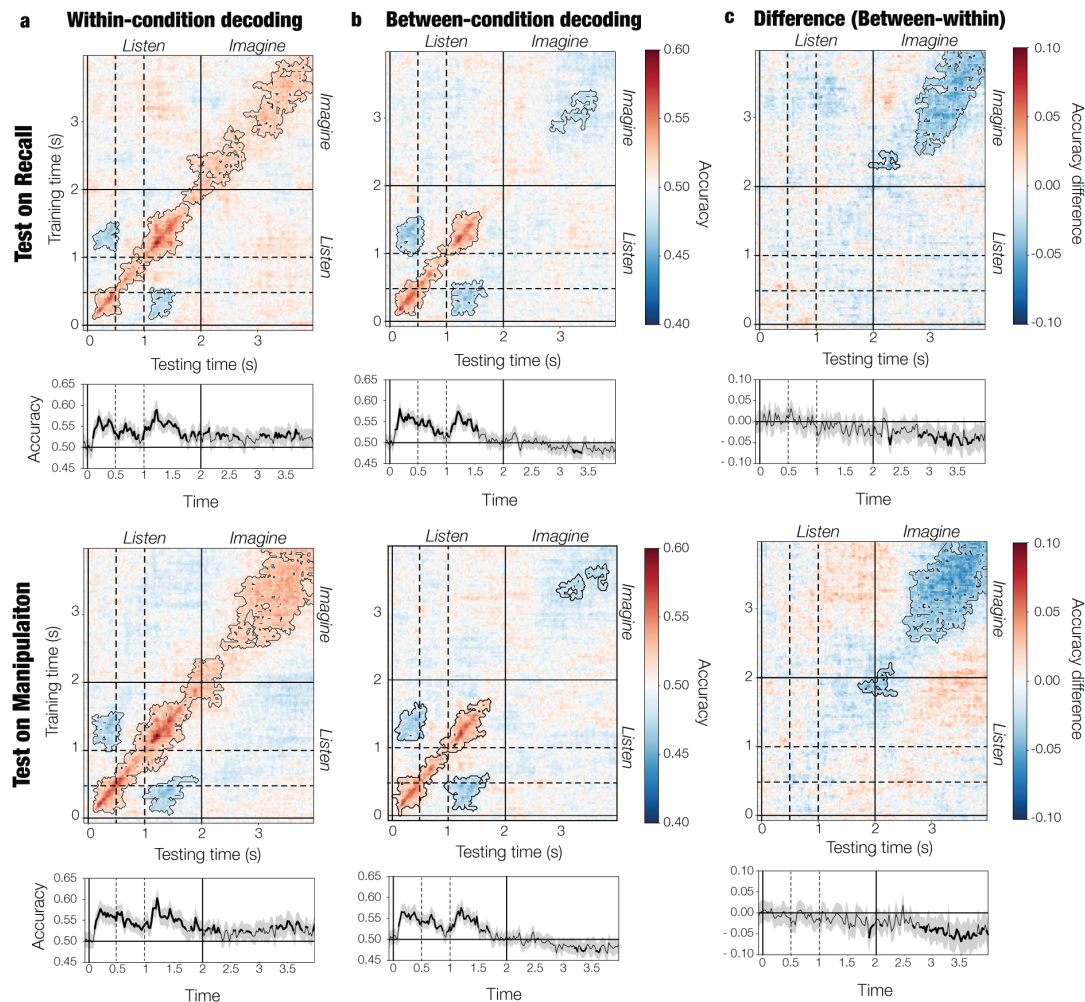 a Within-condition decoding
b Between-condition decoding
c Difference (Between-within)
Test on Recall
Listen Imagine
Training time (s)
3
2
1
0
Imagine
Listen
0 1 2 3
Testing time (s)
Listen Imagine
3
2
1
0
Imagine
Listen
0 1 2 3
Testing time (s)
0.60
0.55
0.50
0.45
0.40
Accuracy
Listen Imagine
3
2
1
0
Imagine
Listen
0 1 2 3
Testing time (s)
0.10
0.05
0.00
-0.05
-0.10
Accuracy difference
Accuracy
0.65
0.60
0.55
0.50
0.45
0 0.5 1 1.5 2 2.5 3 3.5
Time
0.65
0.60
0.55
0.50
0.45
0 0.5 1 1.5 2 2.5 3 3.5
Time
0.10
0.05
0.00
- 0.05
- 0.10
0 0.5 1 1.5 2 2.5 3 3.5
Time
Test on Manipulaiton
Listen Imagine
Training time (s)
3
2
1
0
Imagine
Listen
0 1 2 3
Testing time (s)
Listen Imagine
3
2
1
0
Imagine
Listen
0 1 2 3
Testing time (s)
0.60
0.55
0.50
0.45
0.40
Accuracy
Listen Imagine
3
2
1
0
Imagine
Listen
0 1 2 3
Testing time (s)
0.10
0.05
0.00
-0.05
-0.10
Accuracy difference
Accuracy
0.65
0.60
0.55
0.50
0.45
0 0.5 1 1.5 2 2.5 3 3.5
Time
0.65
0.60
0.55
0.50
0.45
0 0.5 1 1.5 2 2.5 3 3.5
Time
0.10
0.05
0.00
- 0.05
- 0.10
0 0.5 1 1.5 2 2.5 3 3.5
Time